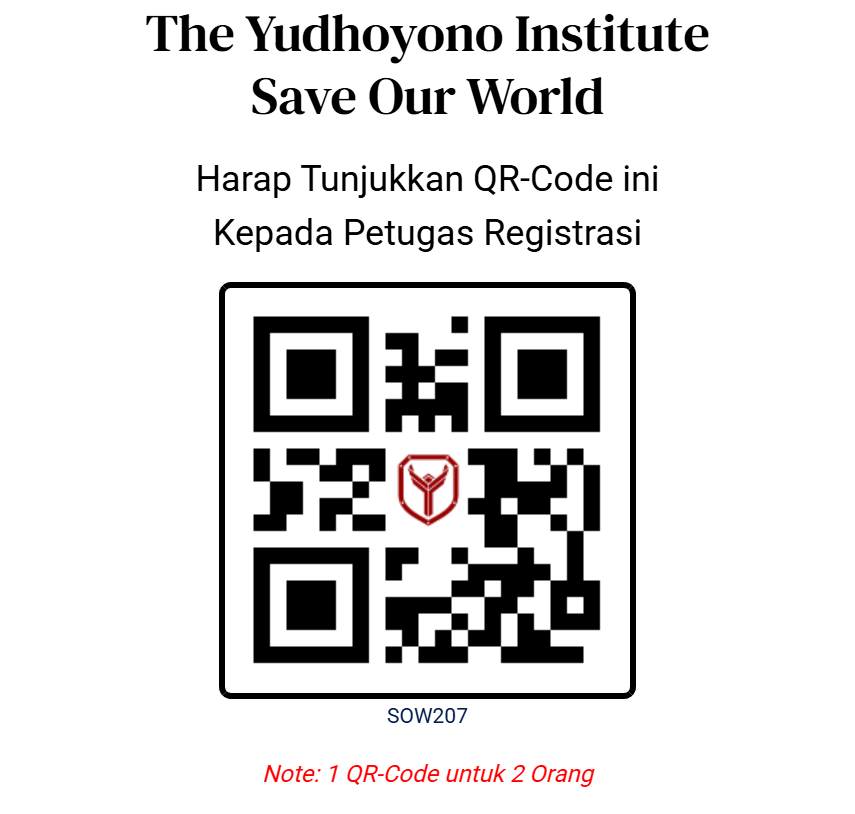 The Yudhoyono Institute
Save Our World
Harap Tunjukkan QR-Code ini
Kepada Petugas Registrasi
SOW207
Note: 1 QR-Code untuk 2 Orang